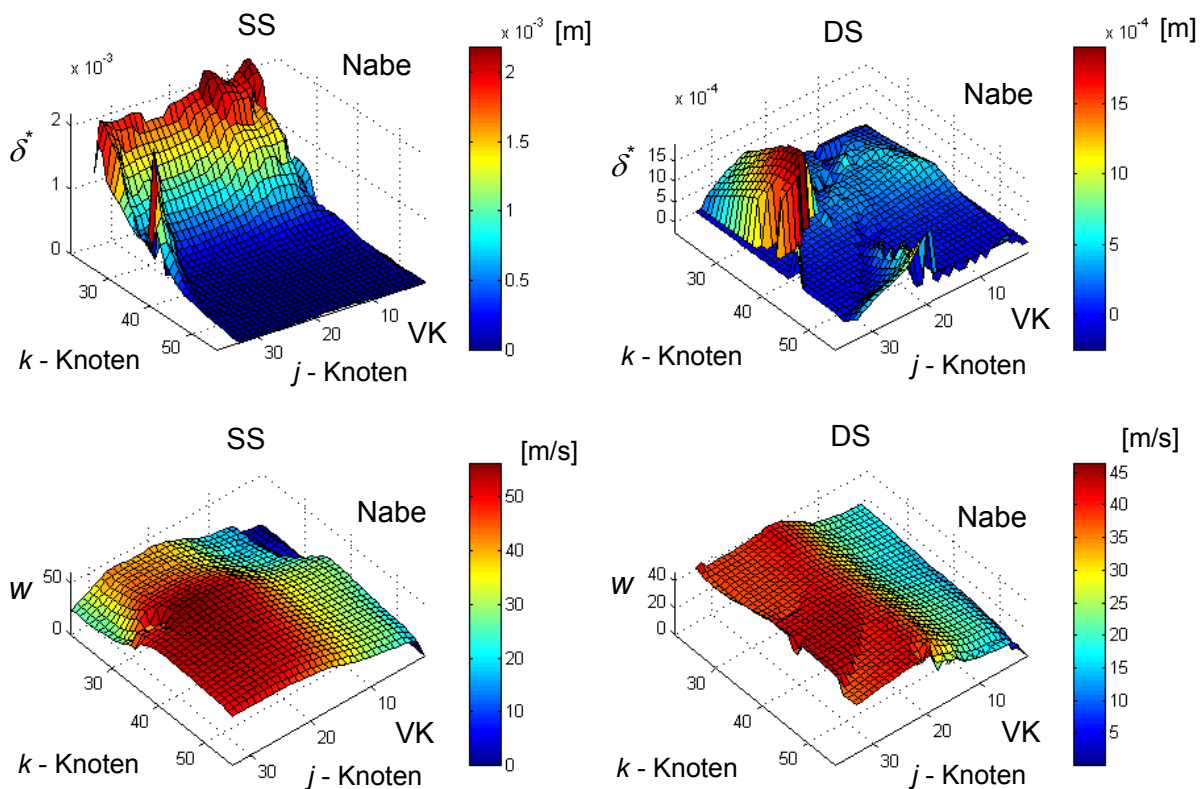 SS
x 10⁻³ [m]
x 10⁻³
Nabe
δ*
2
1
0
30
40
50
k - Knoten
30
20
10
j - Knoten
VK
2
1.5
1
0.5
0
DS
x 10⁻⁴ [m]
x 10⁻⁴
Nabe
δ*
15
10
5
0
30
40
50
k - Knoten
30
20
10
j - Knoten
VK
15
10
5
0
SS
[m/s]
Nabe
w
50
0
30
40
50
k - Knoten
30
20
10
j - Knoten
VK
50
40
30
20
10
0
DS
[m/s]
Nabe
w
40
20
0
30
40
50
k - Knoten
30
20
10
j - Knoten
VK
45
40
35
30
25
20
15
10
5